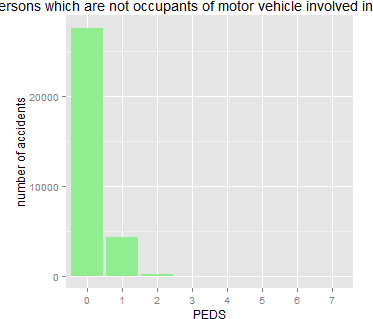 persons which are not occupants of motor vehicle involved in
number of accidents
20000
10000
0
0 1 2 3 4 5 6 7
PEDS